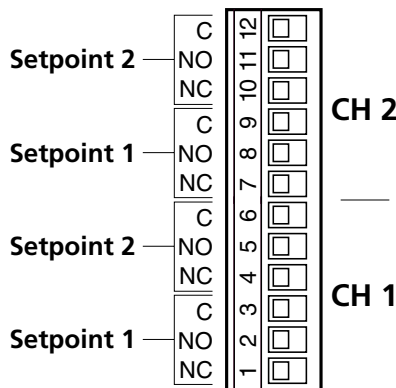 C 12
Setpoint 2 NO 11
NC 10
C 9
Setpoint 1 NO 8
NC 7
CH 2
C 6
Setpoint 2 NO 5
NC 4
C 3
Setpoint 1 NO 2
NC 1
CH 1